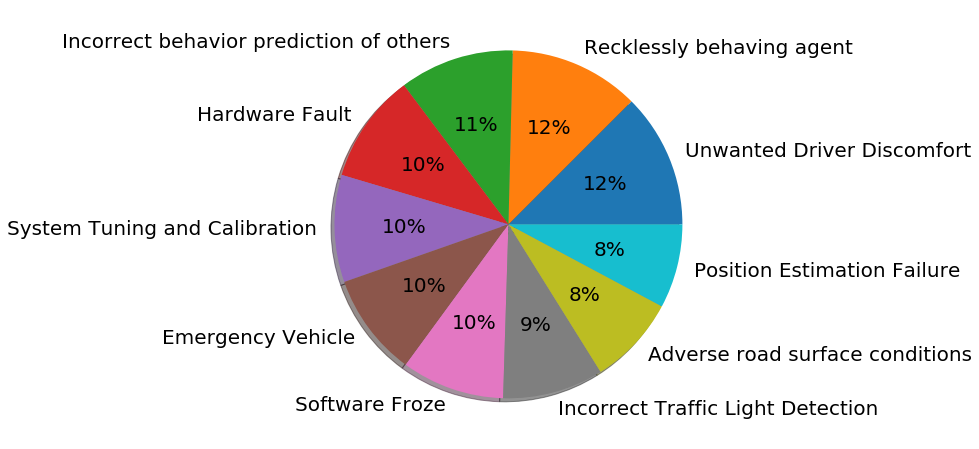 Incorrect behavior prediction of others
Recklessly behaving agent
Hardware Fault
11%
12%
Unwanted Driver Discomfort
10%
12%
System Tuning and Calibration
10%
8%
Position Estimation Failure
10%
8%
Emergency Vehicle
10%
9%
Adverse road surface conditions
Software Froze
Incorrect Traffic Light Detection